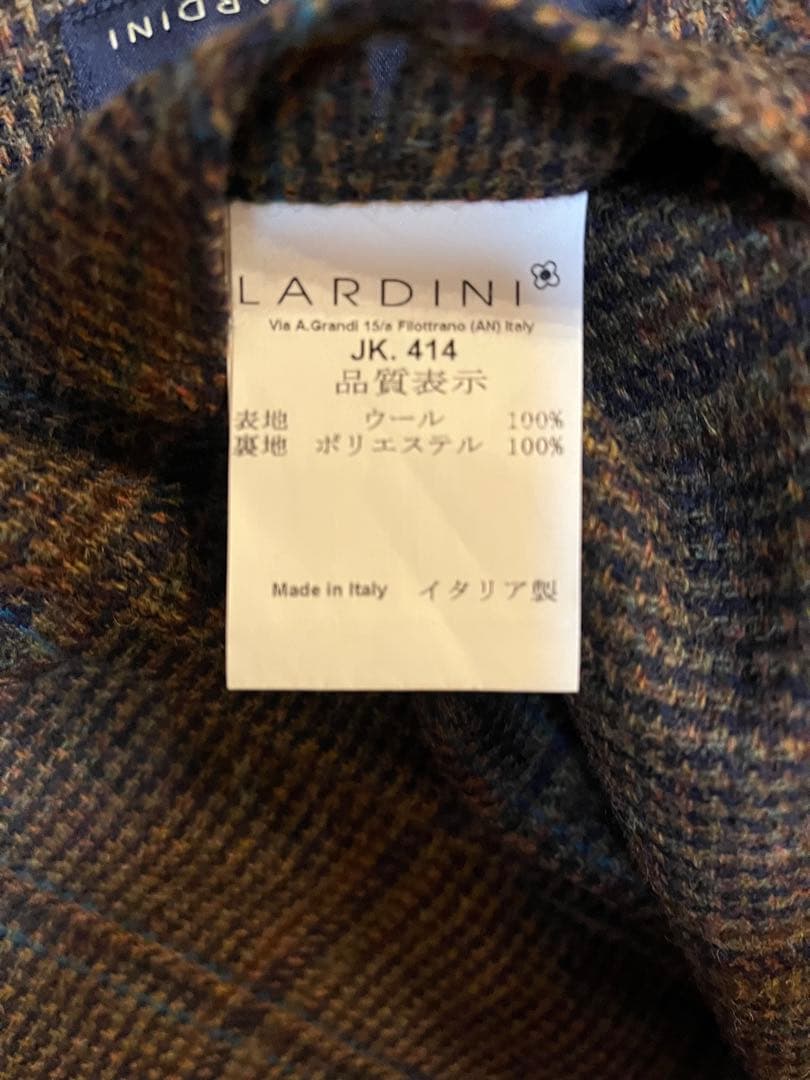 LARDINI
LARDINI
Via A.Grandi 15/a Filottrano (AN) Italy
JK. 414
品質表示
表地 ウール 100%
裏地 ポリエステル 100%
Made in Italy イタリア製